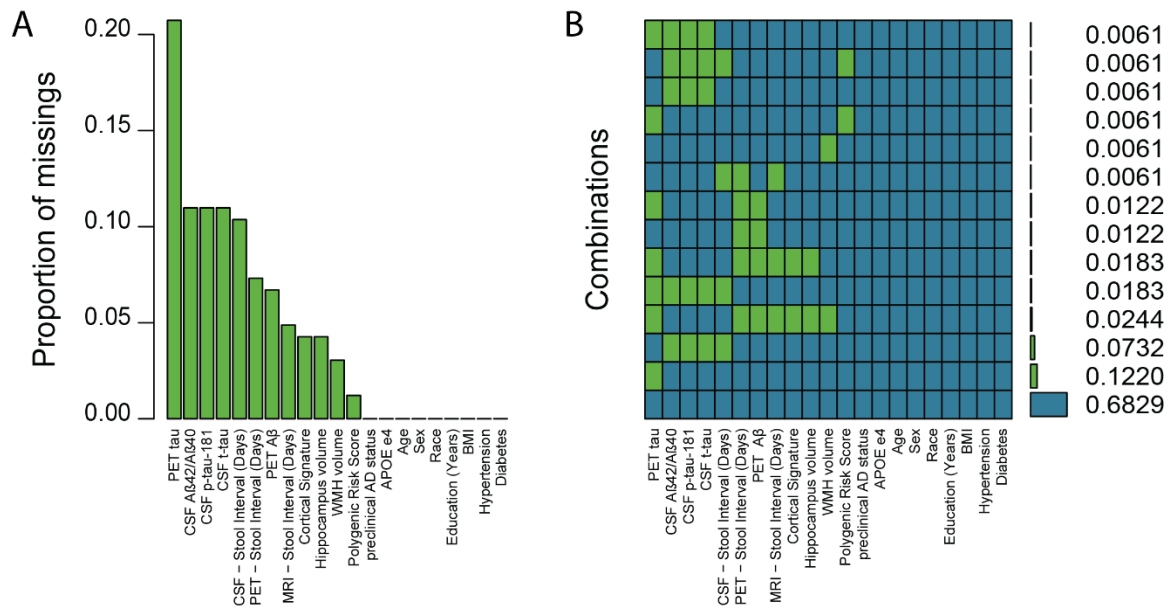 A
Proportion of missings
0.20
0.15
0.10
0.05
0.00
PET tau
CSF Aß42/Aß40
CSF p-tau-181
CSF t-tau
CSF – Stool Interval (Days)
PET – Stool Interval (Days)
PET Aβ
MRI – Stool Interval (Days)
Cortical Signature
Hippocampus volume
WMH volume
Polygenic Risk Score
preclinical AD status
APOE e4
Age
Sex
Race
Education (Years)
BMI
Hypertension
Diabetes
B
Combinations
0.0061
0.0061
0.0061
0.0061
0.0061
0.0061
0.0122
0.0122
0.0183
0.0183
0.0244
0.0732
0.1220
0.6829
PET tau
CSF Aß42/Aß40
CSF p-tau-181
CSF t-tau
CSF – Stool Interval (Days)
PET – Stool Interval (Days)
PET Aβ
MRI – Stool Interval (Days)
Cortical Signature
Hippocampus volume
WMH volume
Polygenic Risk Score
preclinical AD status
APOE e4
Age
Sex
Race
Education (Years)
BMI
Hypertension
Diabetes